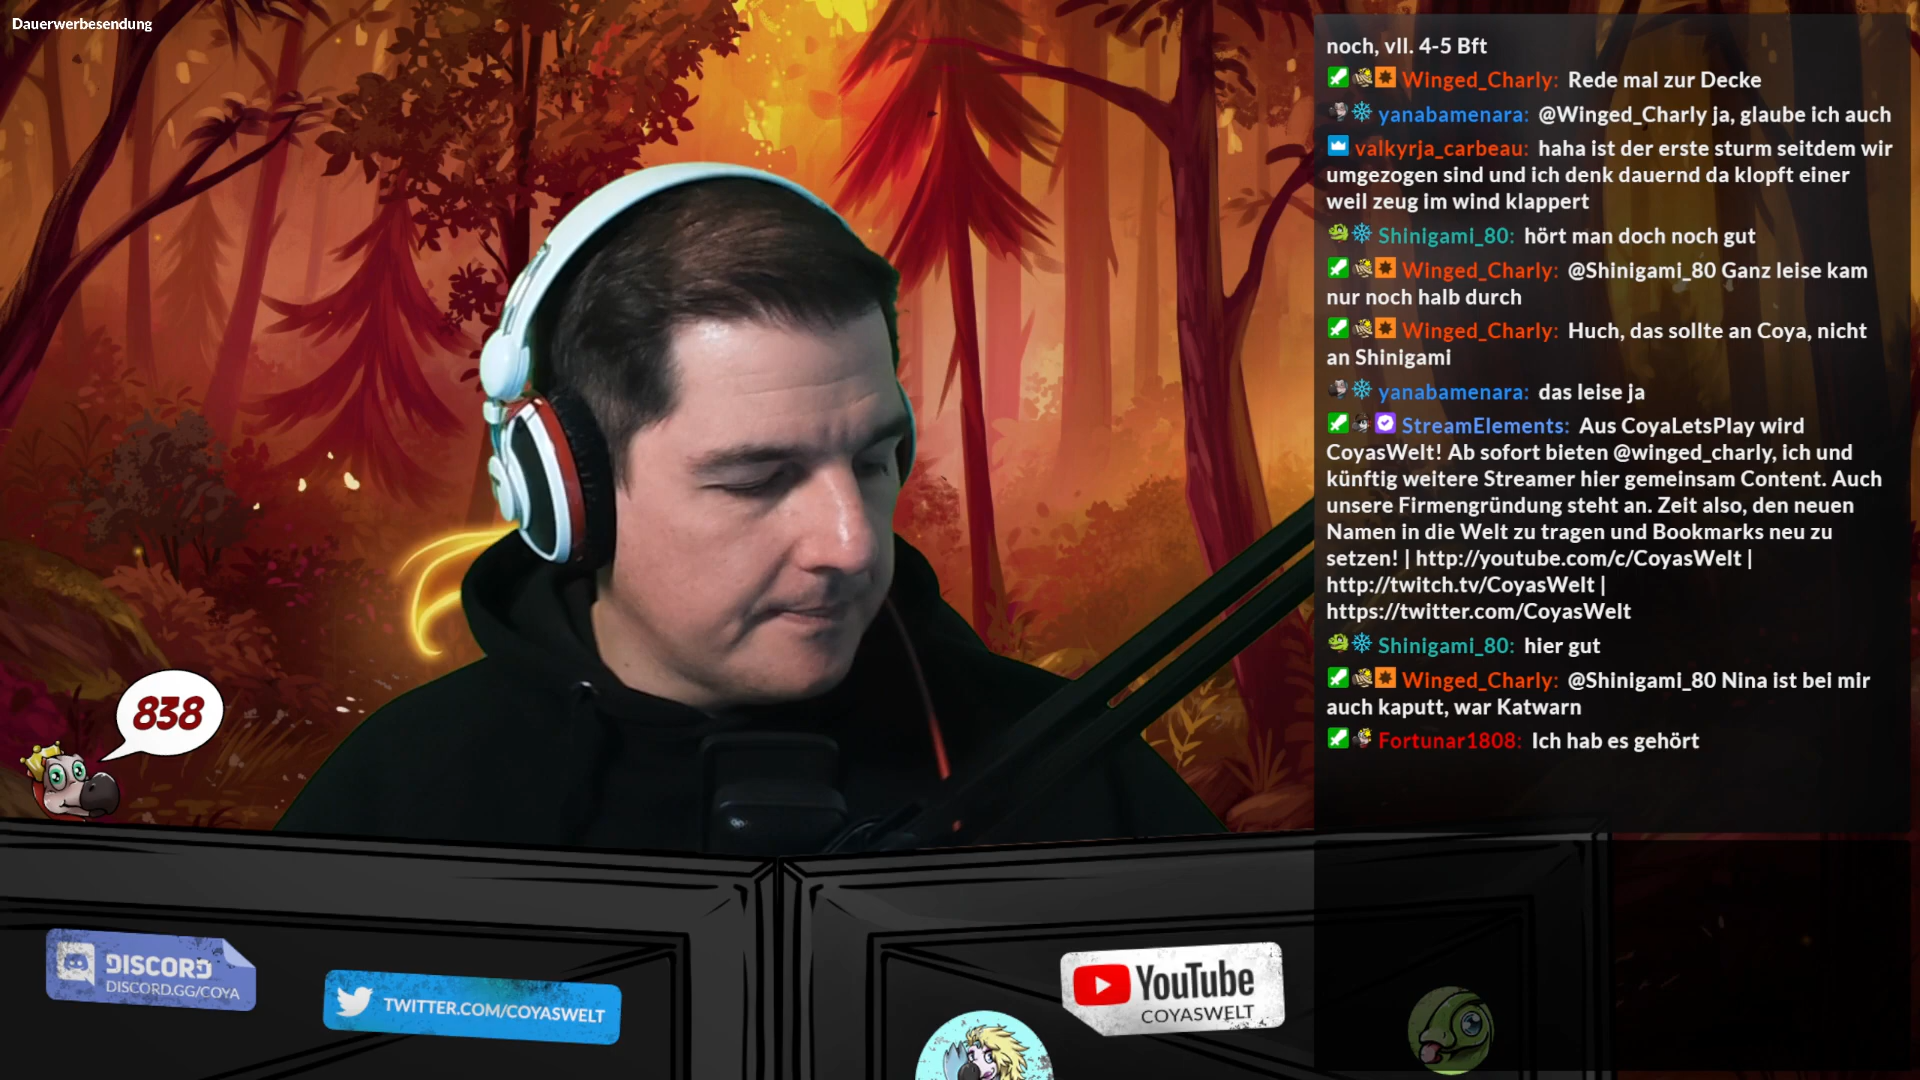 Dauerwerbesendung
noch, vll. 4-5 Bft
Winged_Charly: Rede mal zur Decke
yanabamenara: @Winged_Charly ja, glaube ich auch
valkyrja_carbeau: haha ist der erste sturm seitdem wir
umgezogen sind und ich denk dauernd da klopft einer
weil zeug im wind klappert
Shinigami_80: hört man doch noch gut
Winged_Charly: @Shinigami_80 Ganz leise kam
nur noch halb durch
Winged_Charly: Huch, das sollte an Coya, nicht
an Shinigami
yanabamenara: das leise ja
StreamElements: Aus CoyaLetsPlay wird
CoyasWelt! Ab sofort bieten @winged_charly, ich und
künftig weitere Streamer hier gemeinsam Content. Auch
unsere Firmengründung steht an. Zeit also, den neuen
Namen in die Welt zu tragen und Bookmarks neu zu
setzen! | http://youtube.com/c/CoyasWelt |
http://twitch.tv/CoyasWelt |
https://twitter.com/CoyasWelt
Shinigami_80: hier gut
Winged_Charly: @Shinigami_80 Nina ist bei mir
auch kaputt, war Katwarn
Fortunar1808: Ich hab es gehört
838
DISCORD
DISCORD.GG/COYA
TWITTER.COM/COYASWELT
YouTube
COYASWELT